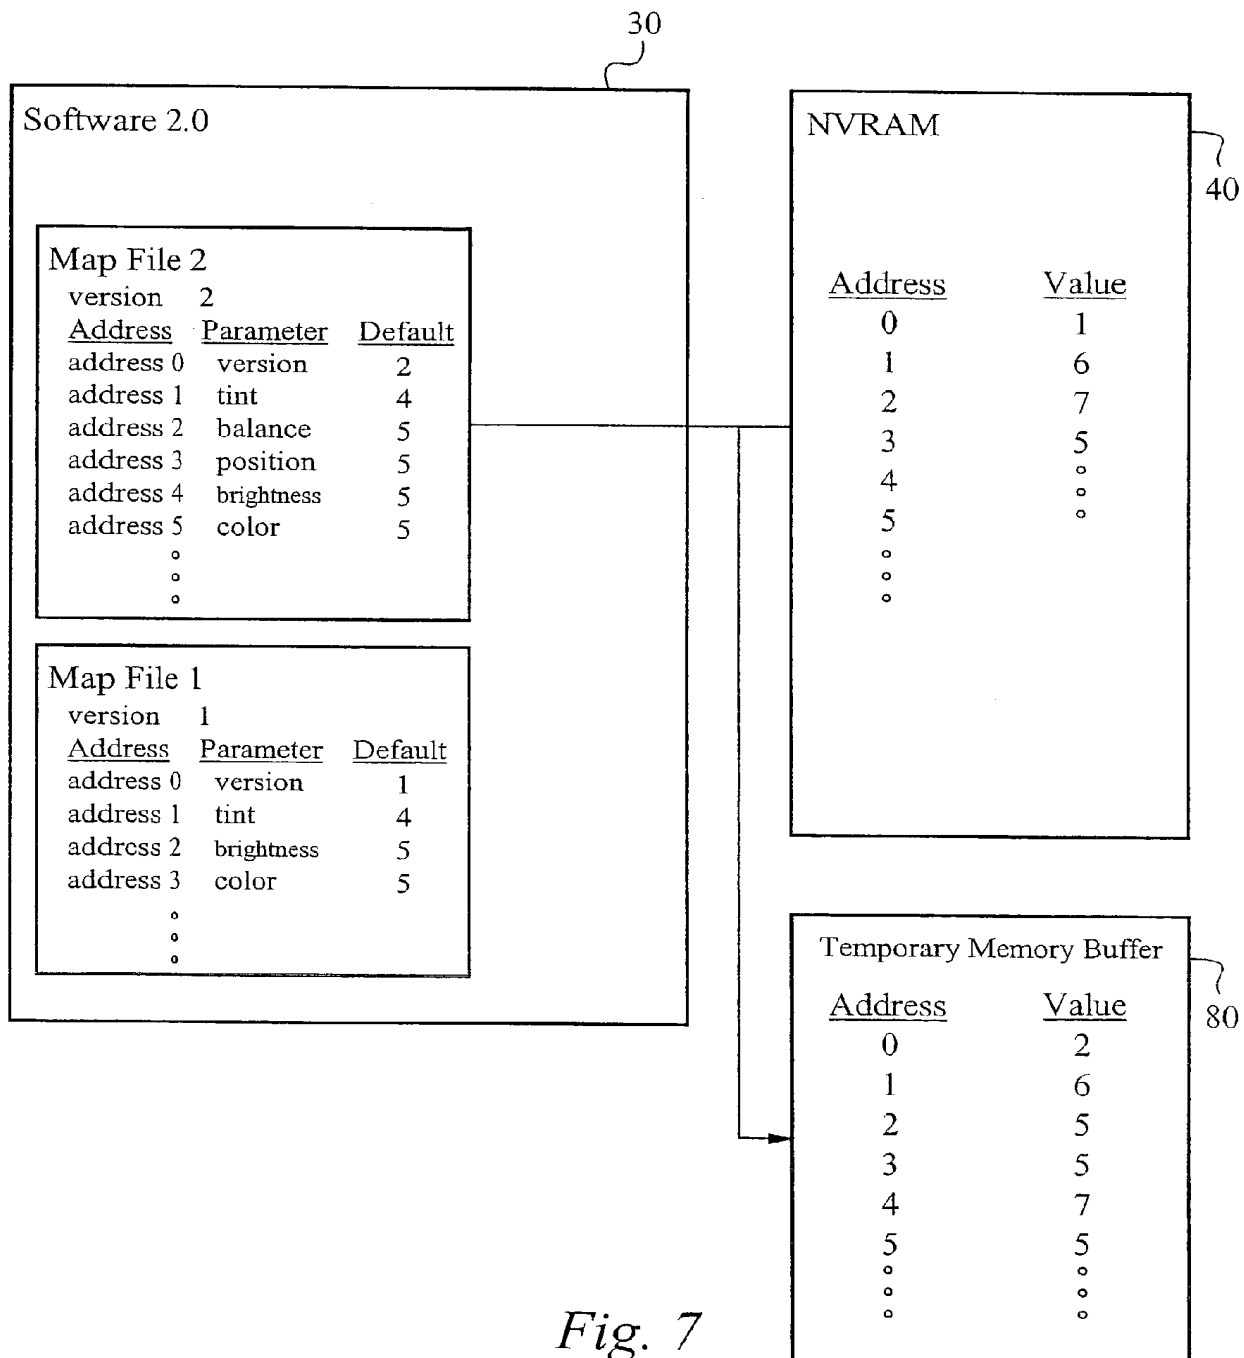 30
Software 2.0
Map File 2
version 2
Address Parameter Default
address 0 version 2
address 1 tint 4
address 2 balance 5
address 3 position 5
address 4 brightness 5
address 5 color 5
Map File 1
version 1
Address Parameter Default
address 0 version 1
address 1 tint 4
address 2 brightness 5
address 3 color 5
NVRAM
40
Address Value
0 1
1 6
2 7
3 5
4
5
Temporary Memory Buffer
80
Address Value
0 2
1 6
2 5
3 5
4 7
5 5
Fig. 7